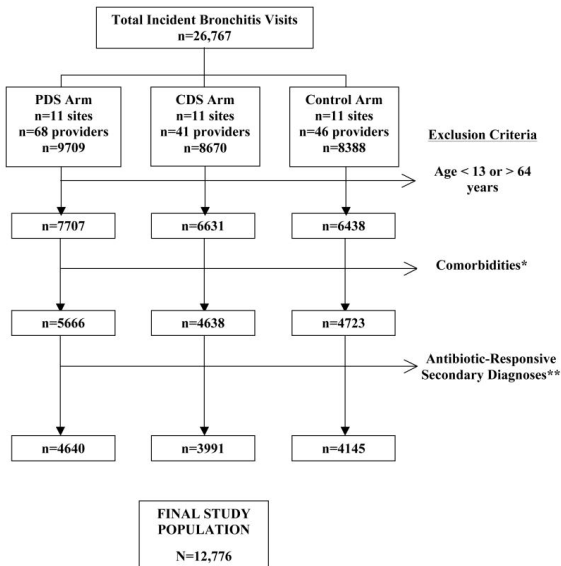 Total Incident Bronchitis Visits
n=26,767
PDS Arm
n=11 sites
n=68 providers
n=9709
CDS Arm
n=11 sites
n=41 providers
n=8670
Control Arm
n=11 sites
n=46 providers
n=8388
Exclusion Criteria
Age < 13 or > 64
years
n=7707
n=6631
n=6438
Comorbidities*
n=5666
n=4638
n=4723
Antibiotic-Responsive
Secondary Diagnoses**
n=4640
n=3991
n=4145
FINAL STUDY
POPULATION
N=12,776